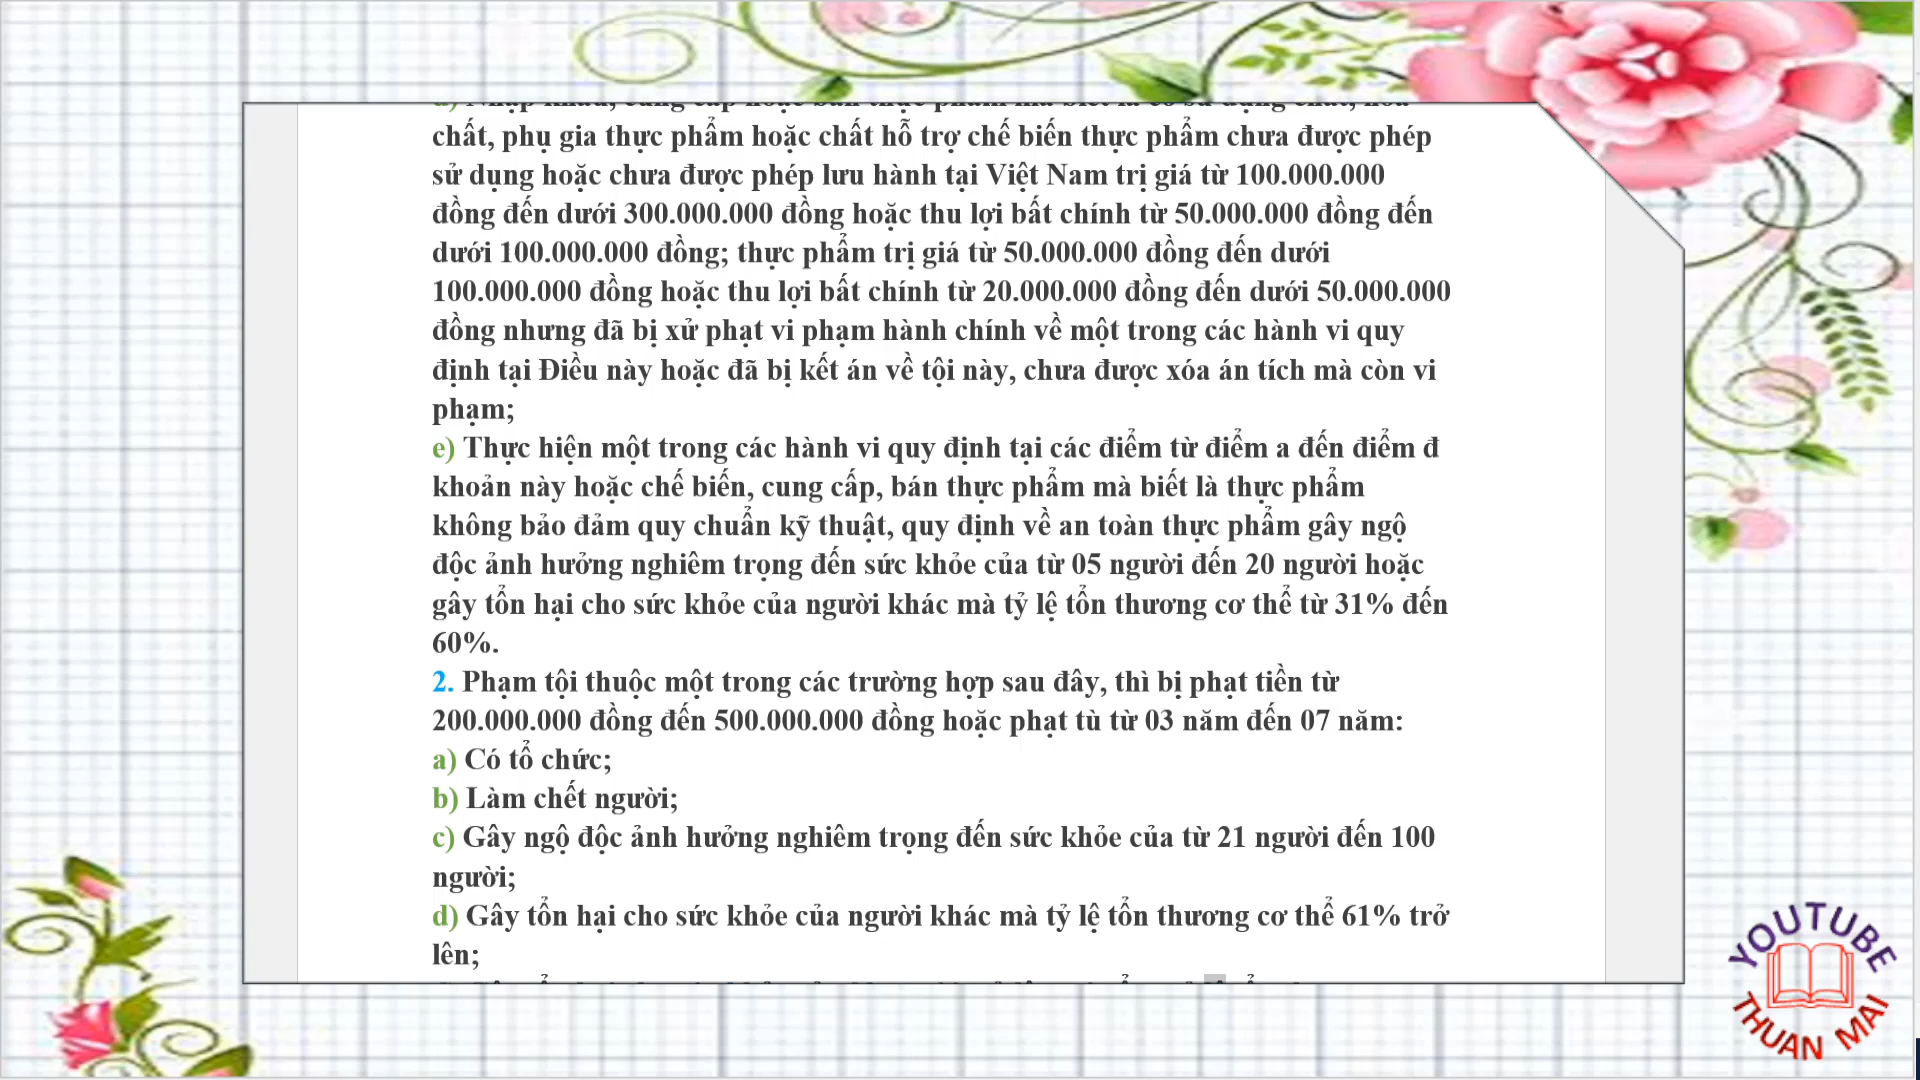 chất, phụ gia thực phẩm hoặc chất hỗ trợ chế biến thực phẩm chưa được phép
sử dụng hoặc chưa được phép lưu hành tại Việt Nam trị giá từ 100.000.000
đồng đến dưới 300.000.000 đồng hoặc thu lợi bất chính từ 50.000.000 đồng đến
dưới 100.000.000 đồng; thực phẩm trị giá từ 50.000.000 đồng đến dưới
100.000.000 đồng hoặc thu lợi bất chính từ 20.000.000 đồng đến dưới 50.000.000
đồng nhưng đã bị xử phạt vi phạm hành chính về một trong các hành vi quy
định tại Điều này hoặc đã bị kết án về tội này, chưa được xóa án tích mà còn vi
phạm;
e) Thực hiện một trong các hành vi quy định tại các điểm từ điểm a đến điểm đ
khoản này hoặc chế biến, cung cấp, bán thực phẩm mà biết là thực phẩm
không bảo đảm quy chuẩn kỹ thuật, quy định về an toàn thực phẩm gây ngộ
độc ảnh hưởng nghiêm trọng đến sức khỏe của từ 05 người đến 20 người hoặc
gây tổn hại cho sức khỏe của người khác mà tỷ lệ tổn thương cơ thể từ 31% đến
60%.
2. Phạm tội thuộc một trong các trường hợp sau đây, thì bị phạt tiền từ
200.000.000 đồng đến 500.000.000 đồng hoặc phạt tù từ 03 năm đến 07 năm:
a) Có tổ chức;
b) Làm chết người;
c) Gây ngộ độc ảnh hưởng nghiêm trọng đến sức khỏe của từ 21 người đến 100
người;
d) Gây tổn hại cho sức khỏe của người khác mà tỷ lệ tổn thương cơ thể 61% trở
lên;
YOUTUBE
THUAN MAI